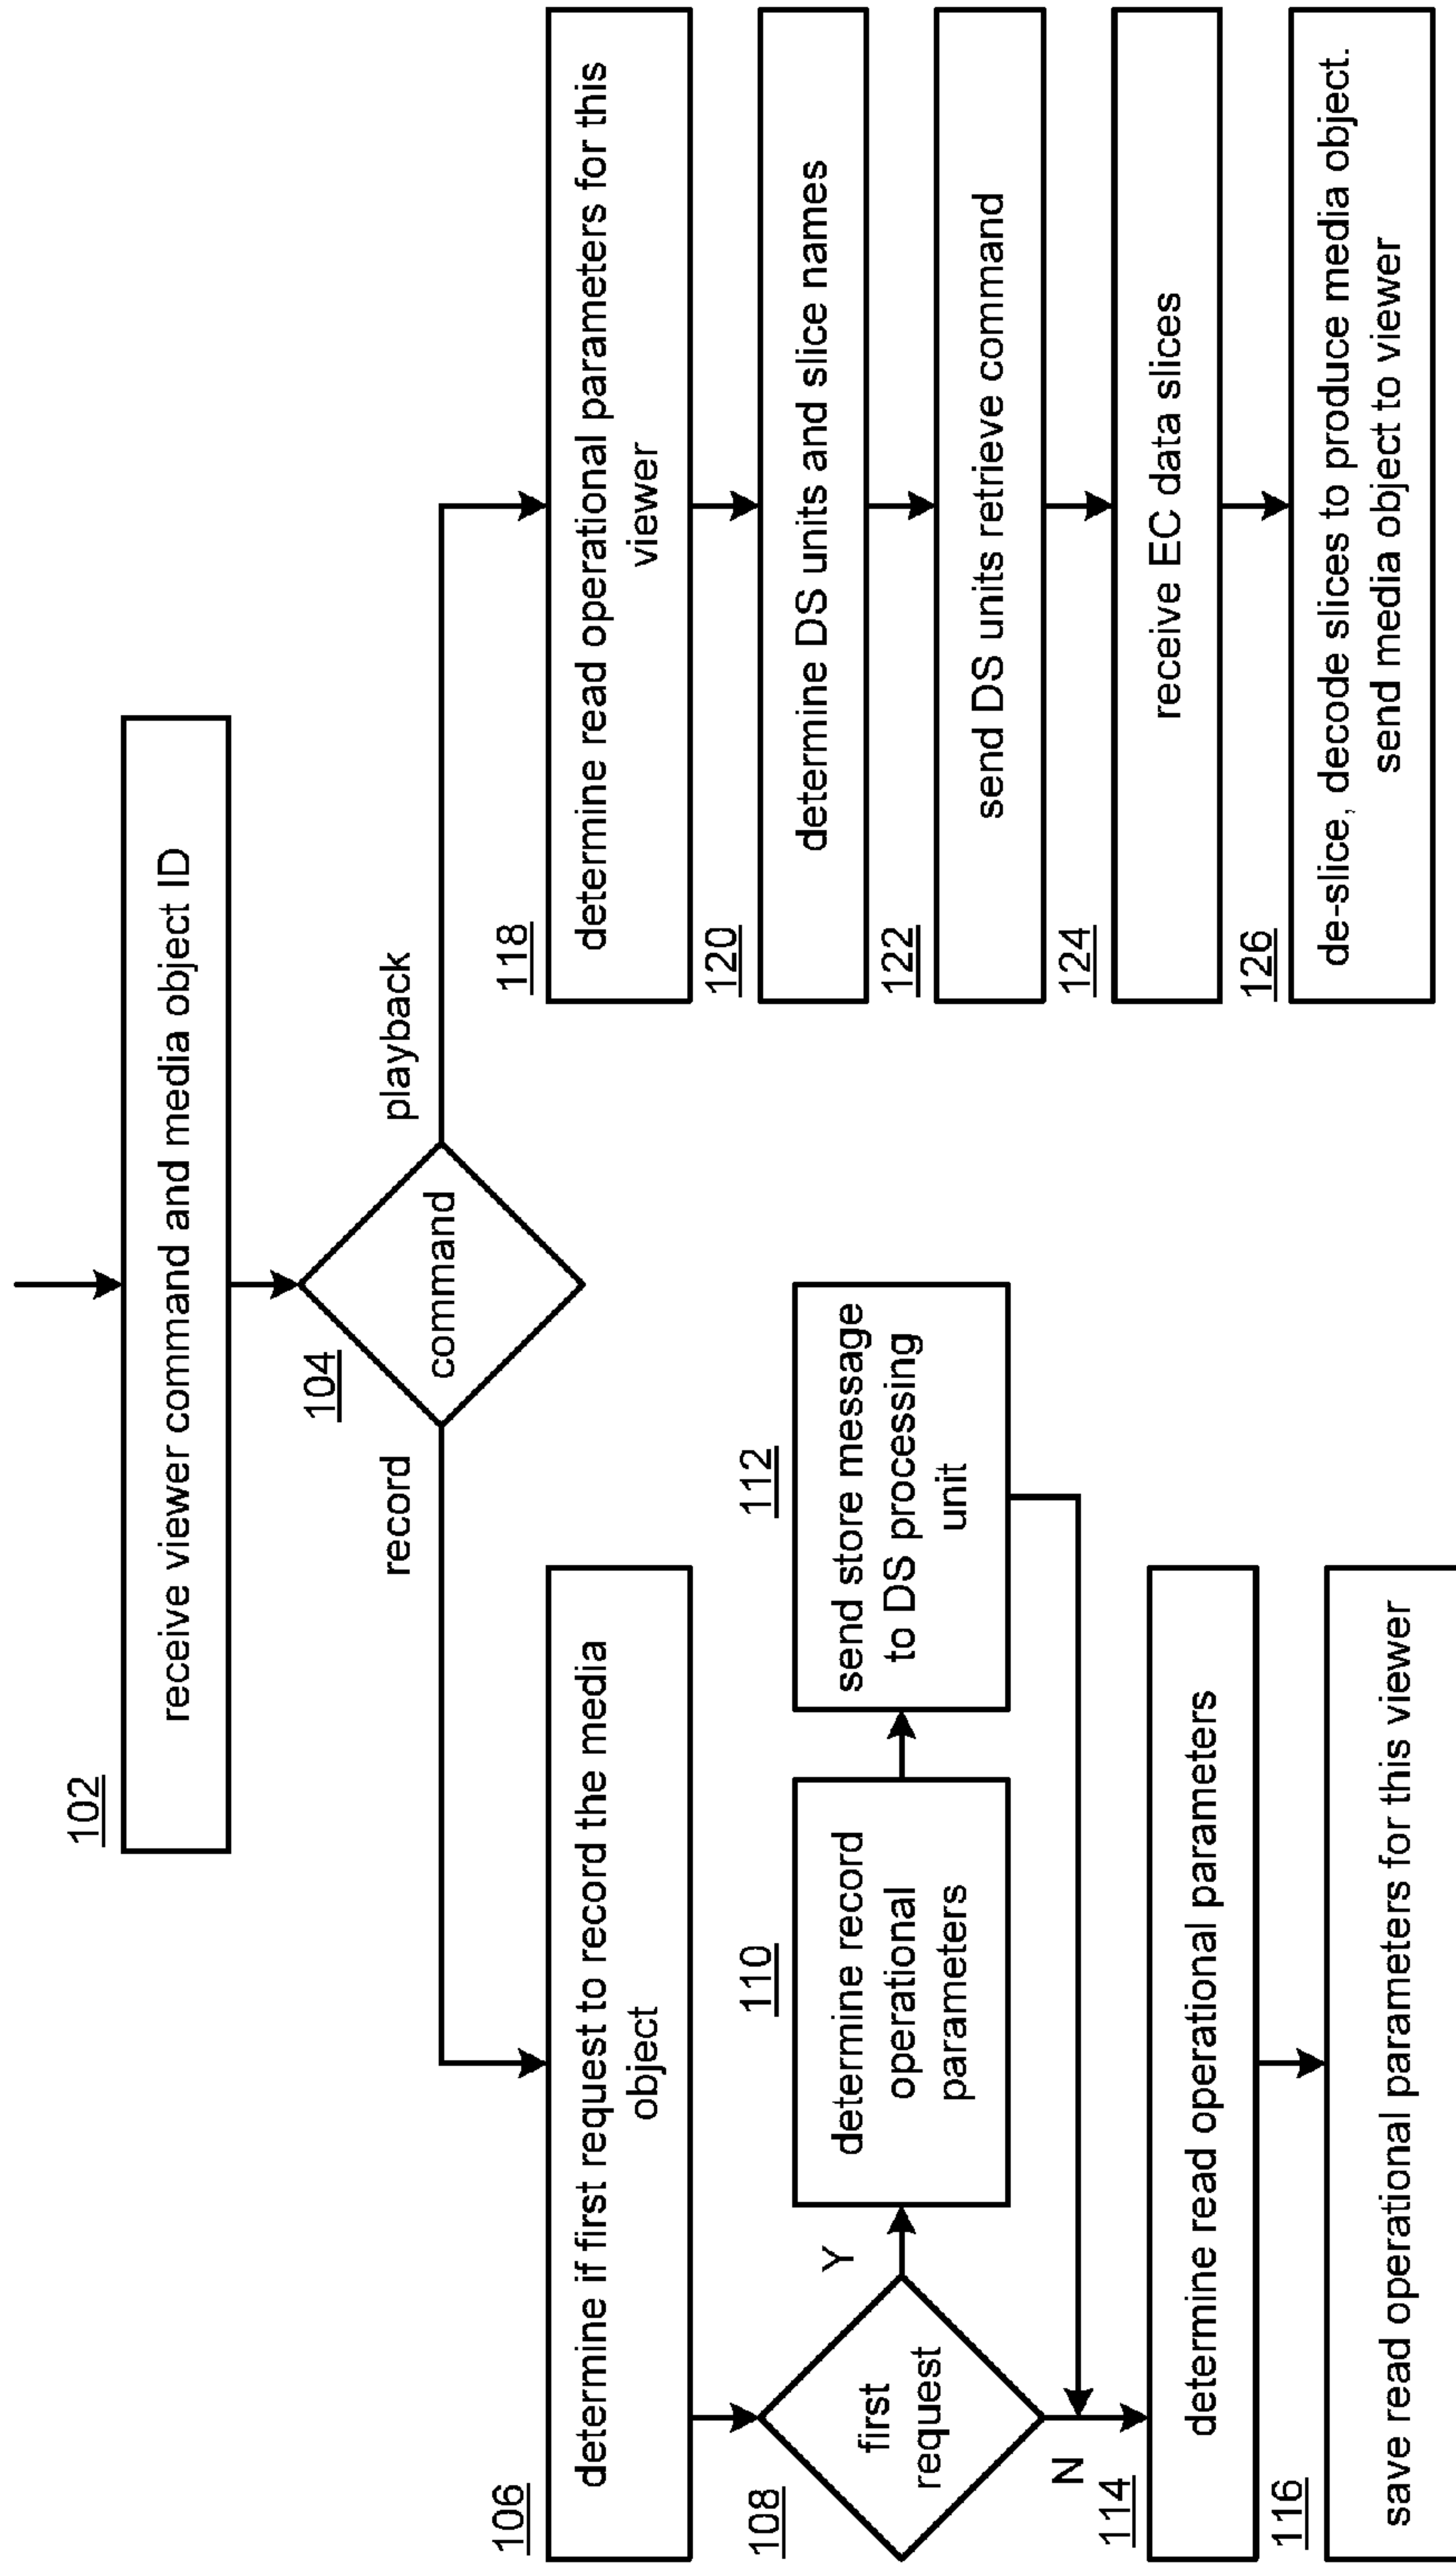 102
receive viewer command and media object ID
104
command
record
playback
106
determine if first request to record the media
object
108
first
request
Y
N
110
determine record
operational
parameters
112
send store message
to DS processing
unit
114
determine read operational parameters
116
save read operational parameters for this viewer
118
determine read operational parameters for this
viewer
120
determine DS units and slice names
122
send DS units retrieve command
124
receive EC data slices
126
de-slice, decode slices to produce media object.
send media object to viewer